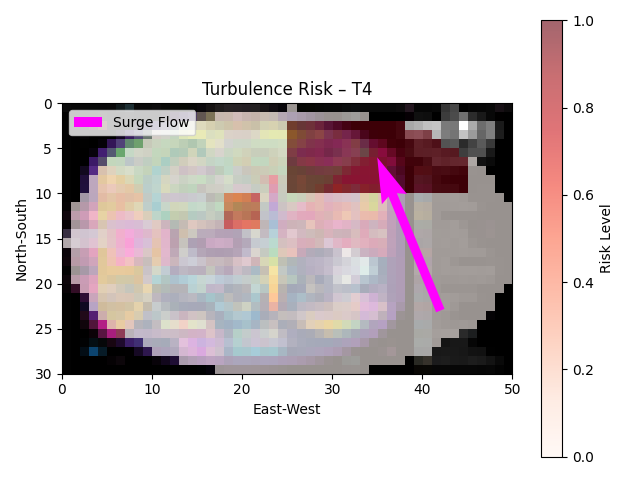 Turbulence Risk – T4
Surge Flow
0
5
10
15
20
25
30
North-South
0 10 20 30 40 50
East-West
1.0
0.8
0.6
0.4
0.2
0.0
Risk Level